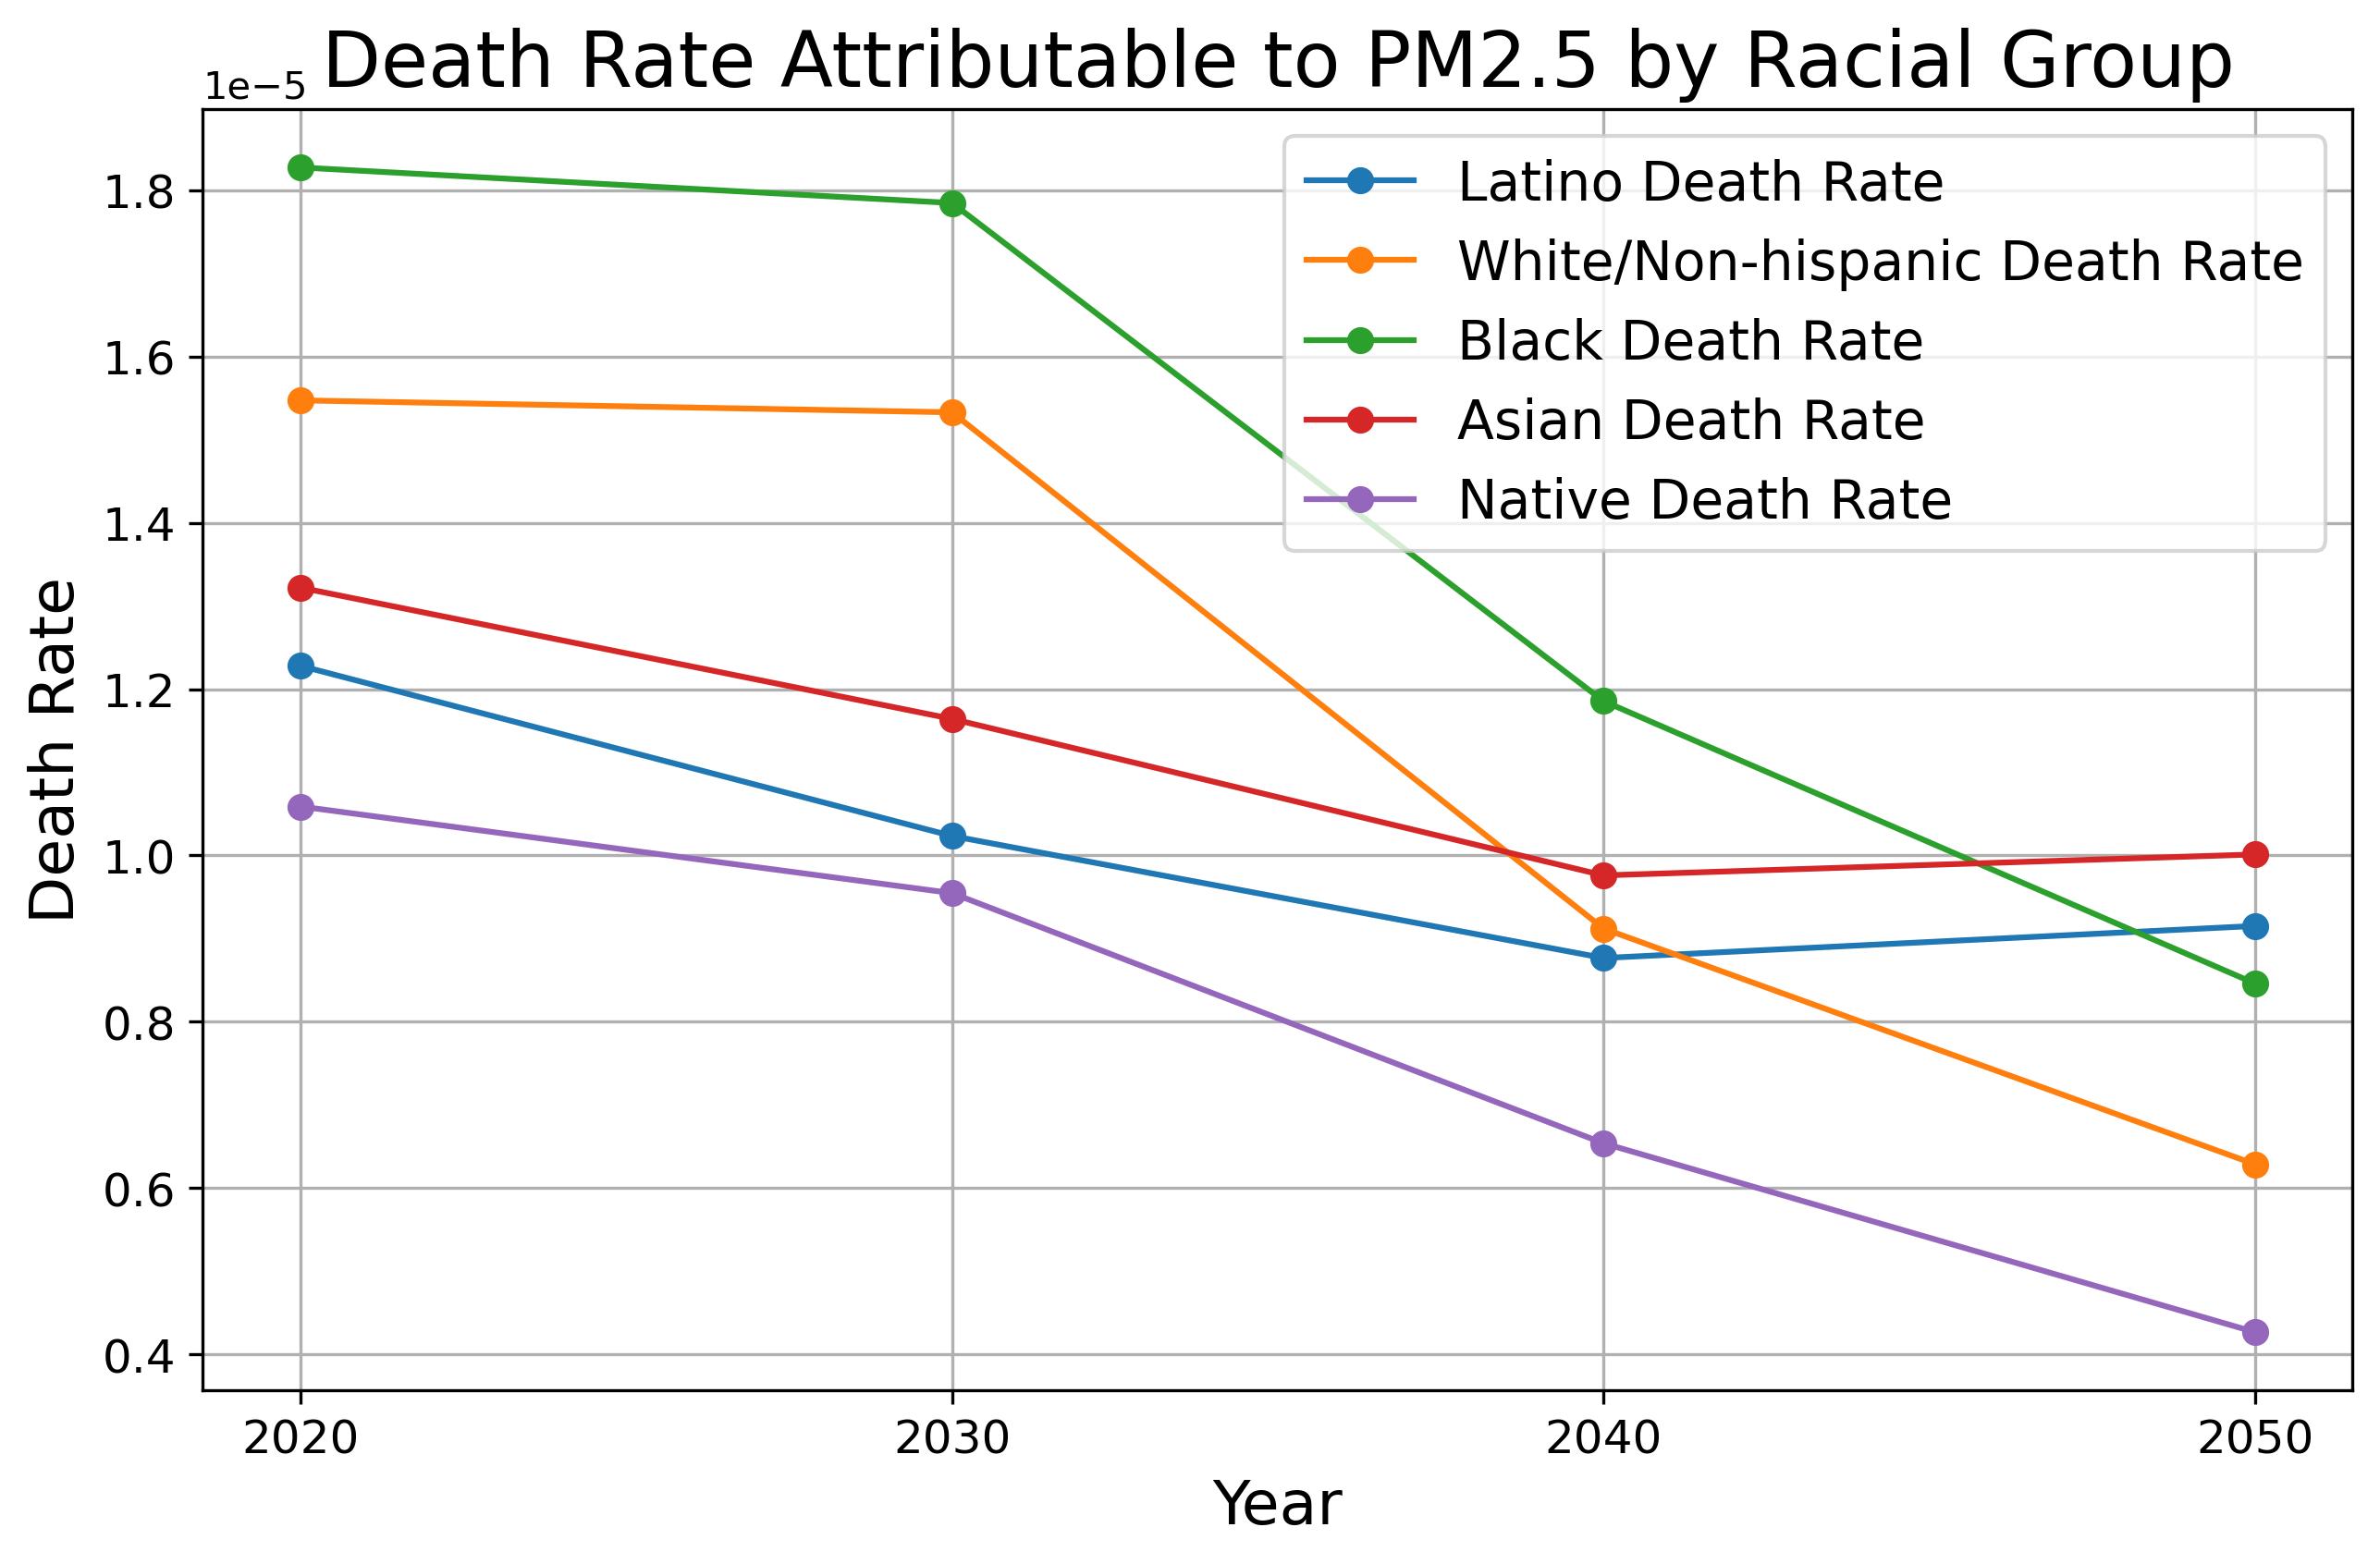 Death Rate Attributable to PM2.5 by Racial Group
1e−5
1.8
1.6
1.4
1.2
1.0
0.8
0.6
0.4
Death Rate
Latino Death Rate
White/Non-hispanic Death Rate
Black Death Rate
Asian Death Rate
Native Death Rate
2020 2030 2040 2050
Year